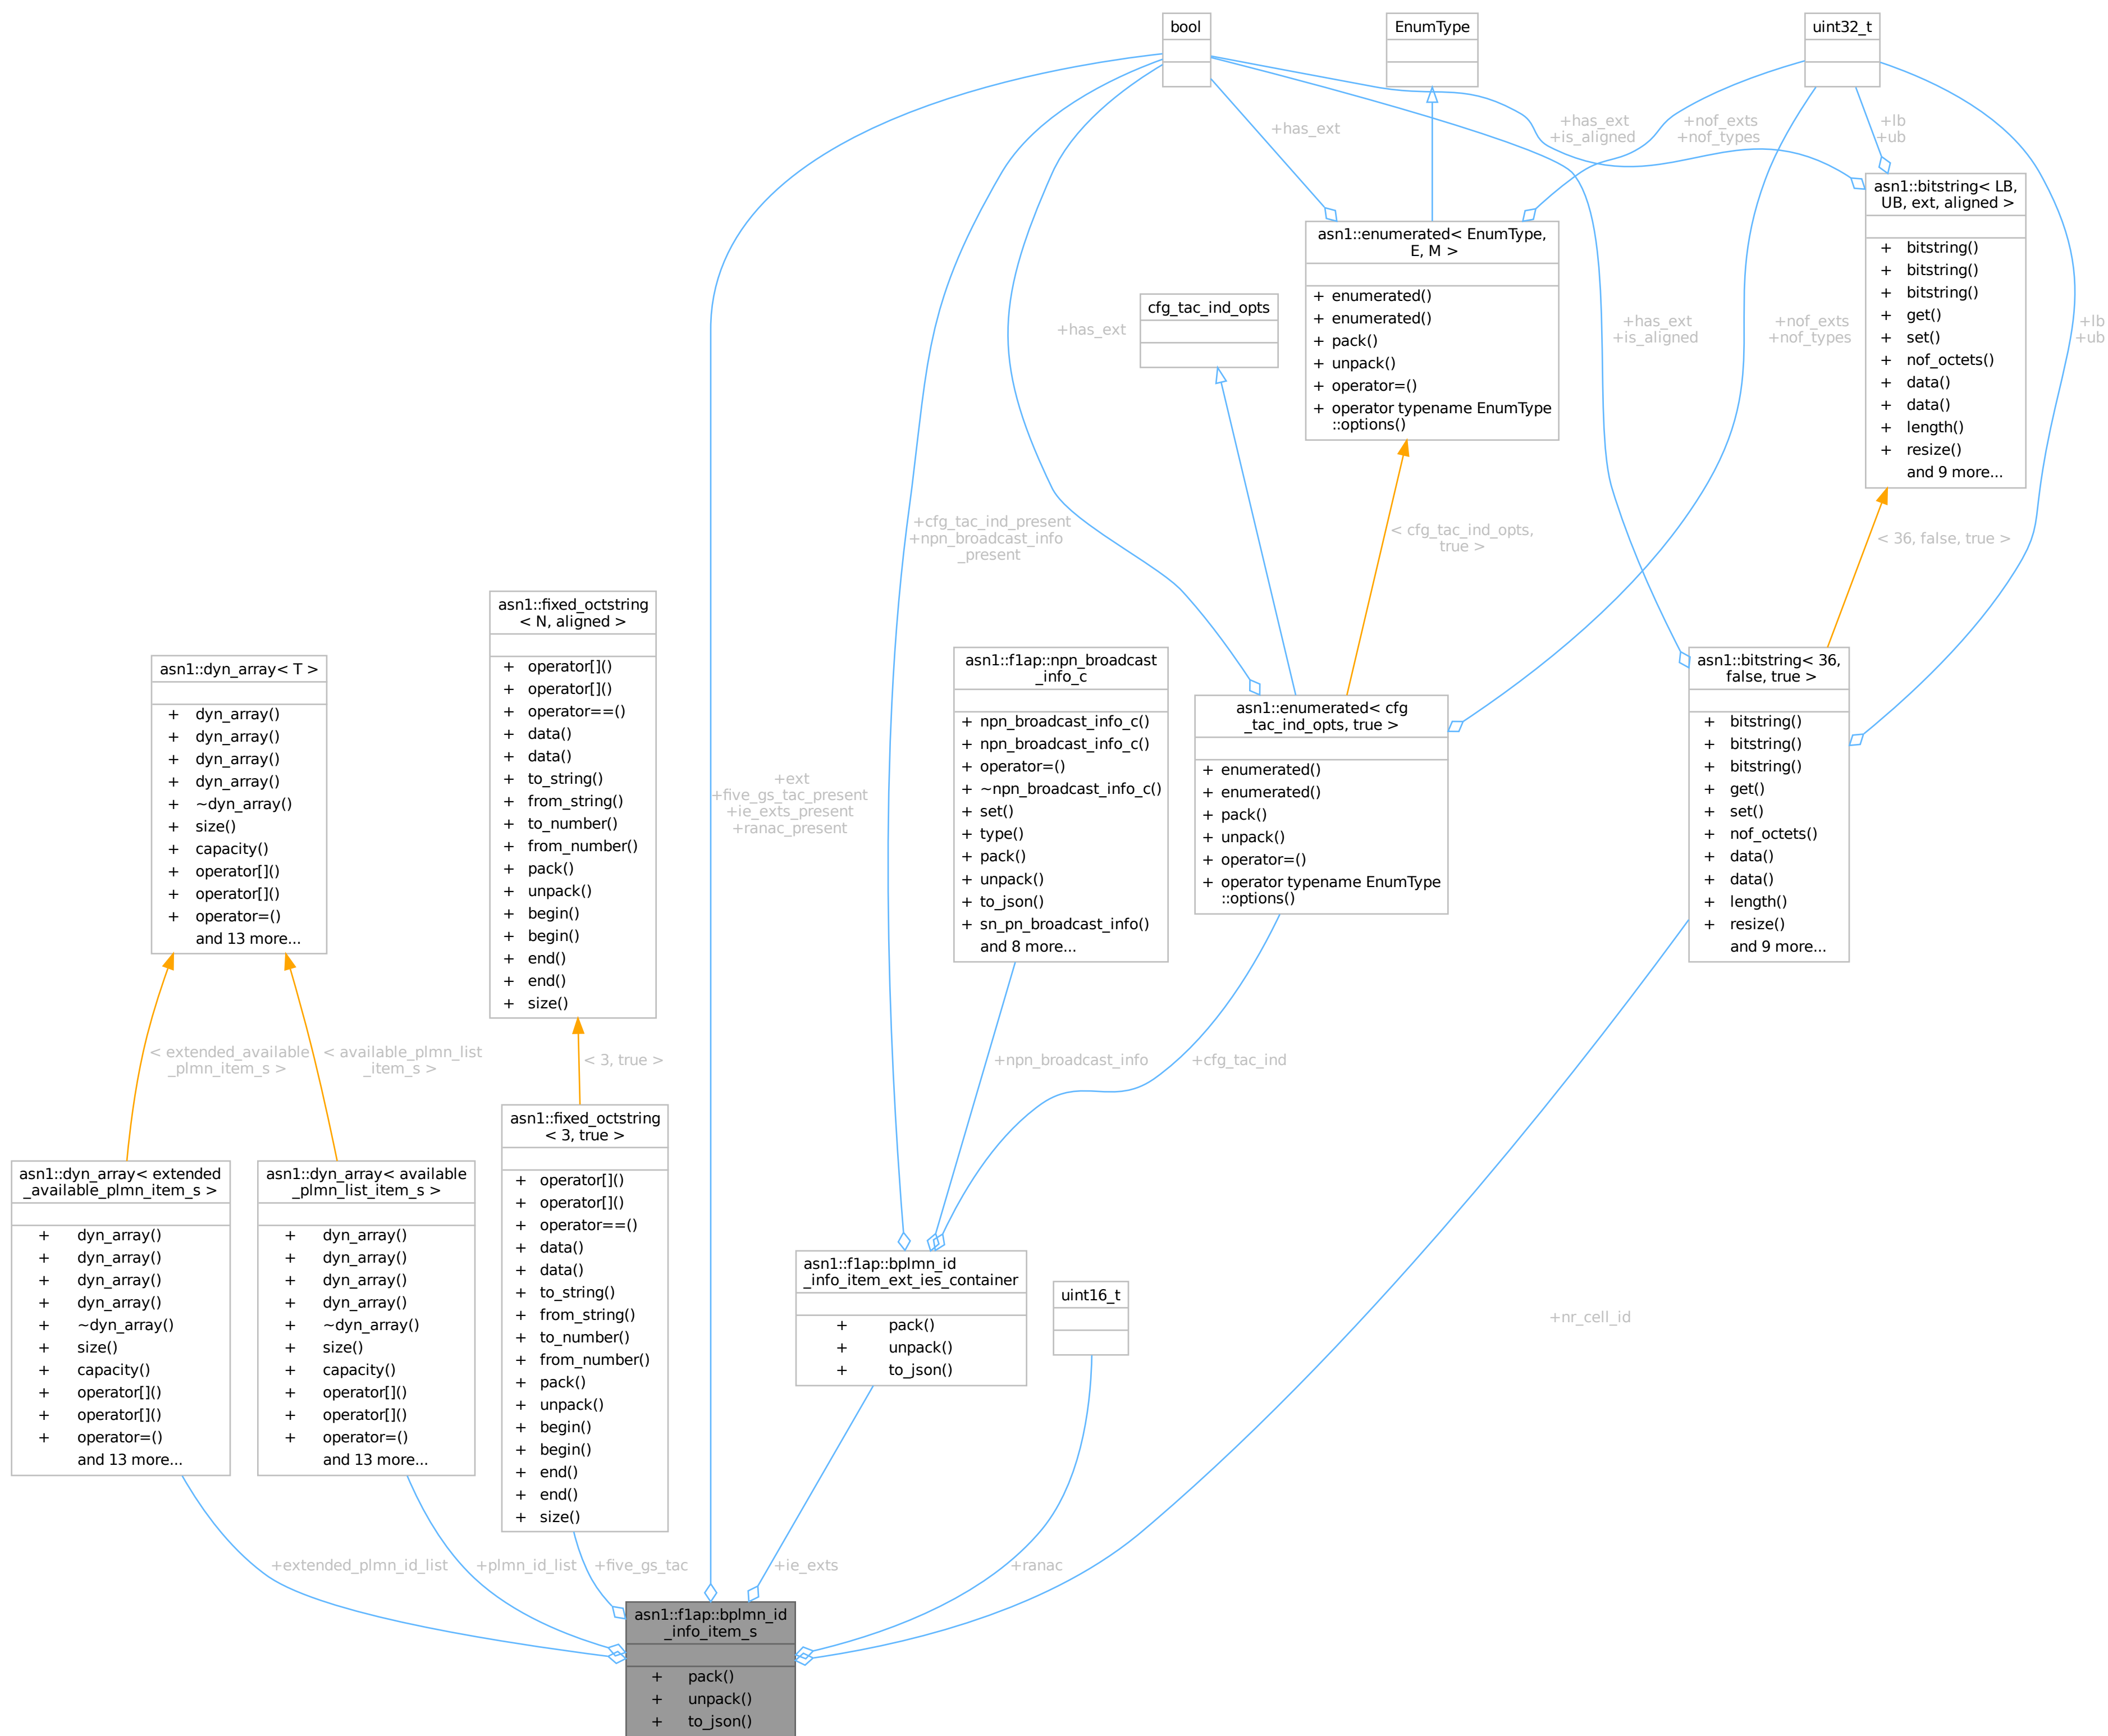 bool
EnumType
uint32_t
+has_ext
+has_ext
+is_aligned
+nof_exts
+nof_types
+lb
+ub
asn1::bitstring< LB,
UB, ext, aligned >
+ bitstring()
+ bitstring()
+ bitstring()
+ get()
+ set()
+ nof_octets()
+ data()
+ data()
+ length()
+ resize()
and 9 more...
asn1::enumerated< EnumType,
E, M >
+ enumerated()
+ enumerated()
+ pack()
+ unpack()
+ operator=()
+ operator typename EnumType
::options()
cfg_tac_ind_opts
+has_ext
+has_ext
+is_aligned
+nof_exts
+nof_types
+lb
+ub
+cfg_tac_ind_present
+npn_broadcast_info
_present
< cfg_tac_ind_opts,
true >
< 36, false, true >
asn1::fixed_octstring
< N, aligned >
+ operator[]()
+ operator[]()
+ operator==()
+ data()
+ data()
+ to_string()
+ from_string()
+ to_number()
+ from_number()
+ pack()
+ unpack()
+ begin()
+ begin()
+ end()
+ end()
+ size()
asn1::dyn_array< T >
+ dyn_array()
+ dyn_array()
+ dyn_array()
+ dyn_array()
+ ~dyn_array()
+ size()
+ capacity()
+ operator[]()
+ operator[]()
+ operator=()
and 13 more...
+ext
+five_gs_tac_present
+ie_exts_present
+ranac_present
asn1::f1ap::npn_broadcast
_info_c
+ npn_broadcast_info_c()
+ npn_broadcast_info_c()
+ operator=()
+ ~npn_broadcast_info_c()
+ set()
+ type()
+ pack()
+ unpack()
+ to_json()
+ sn_pn_broadcast_info()
and 8 more...
asn1::enumerated< cfg
_tac_ind_opts, true >
+ enumerated()
+ enumerated()
+ pack()
+ unpack()
+ operator=()
+ operator typename EnumType
::options()
asn1::bitstring< 36,
false, true >
+ bitstring()
+ bitstring()
+ bitstring()
+ get()
+ set()
+ nof_octets()
+ data()
+ data()
+ length()
+ resize()
and 9 more...
< extended_available
_plmn_item_s >
< available_plmn_list
_item_s >
< 3, true >
+npn_broadcast_info
+cfg_tac_ind
asn1::dyn_array< extended
_available_plmn_item_s >
+ dyn_array()
+ dyn_array()
+ dyn_array()
+ dyn_array()
+ ~dyn_array()
+ size()
+ capacity()
+ operator[]()
+ operator[]()
+ operator=()
and 13 more...
asn1::dyn_array< available
_plmn_list_item_s >
+ dyn_array()
+ dyn_array()
+ dyn_array()
+ dyn_array()
+ ~dyn_array()
+ size()
+ capacity()
+ operator[]()
+ operator[]()
+ operator=()
and 13 more...
asn1::fixed_octstring
< 3, true >
+ operator[]()
+ operator[]()
+ operator==()
+ data()
+ data()
+ to_string()
+ from_string()
+ to_number()
+ from_number()
+ pack()
+ unpack()
+ begin()
+ begin()
+ end()
+ end()
+ size()
asn1::f1ap::bplmn_id
_info_item_ext_ies_container
+ pack()
+ unpack()
+ to_json()
uint16_t
+nr_cell_id
+extended_plmn_id_list
+plmn_id_list
+five_gs_tac
+ie_exts
+ranac
asn1::f1ap::bplmn_id
_info_item_s
+ pack()
+ unpack()
+ to_json()